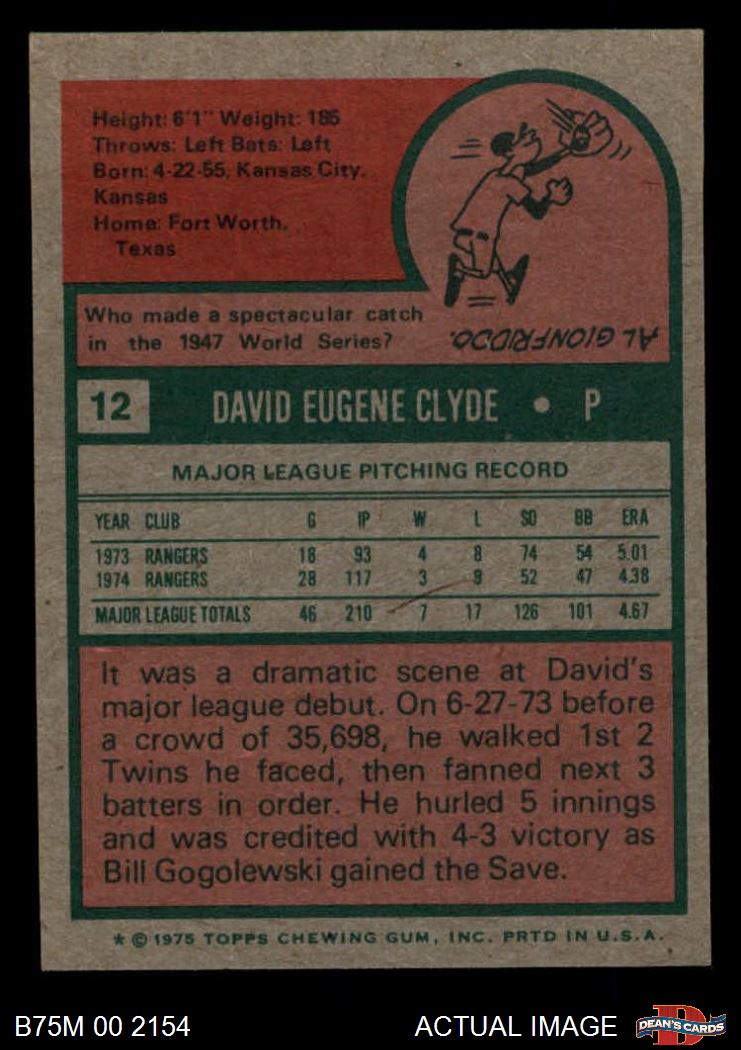 Height: 6'1" Weight: 185
Throws: Left Bats: Left
Born: 4-22-55, Kansas City,
Kansas
Home: Fort Worth,
Texas
Who made a spectacular catch
in the 1947 World Series?
AL GIONFRIDDO.
12 DAVID EUGENE CLYDE • P
MAJOR LEAGUE PITCHING RECORD
YEAR CLUB G IP W L SO BB ERA
1973 RANGERS 18 93 4 8 74 54 5.01
1974 RANGERS 28 117 3 9 52 47 4.38
MAJOR LEAGUE TOTALS 46 210 7 17 126 101 4.67
It was a dramatic scene at David's
major league debut. On 6-27-73 before
a crowd of 35,698, he walked 1st 2
Twins he faced, then fanned next 3
batters in order. He hurled 5 innings
and was credited with 4-3 victory as
Bill Gogolewski gained the Save.
* © 1975 TOPPS CHEWING GUM, INC. PRTD IN U.S.A.
B75M 00 2154 ACTUAL IMAGE D DEAN'S CARDS